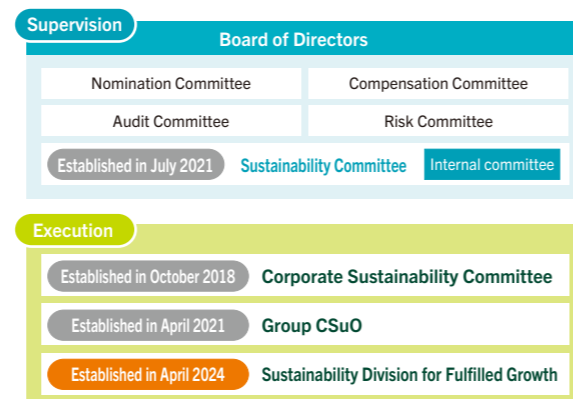 Supervision
Board of Directors
Nomination Committee
Compensation Committee
Audit Committee
Risk Committee
Established in July 2021 Sustainability Committee Internal committee
Execution
Established in October 2018 Corporate Sustainability Committee
Established in April 2021 Group CSuO
Established in April 2024 Sustainability Division for Fulfilled Growth